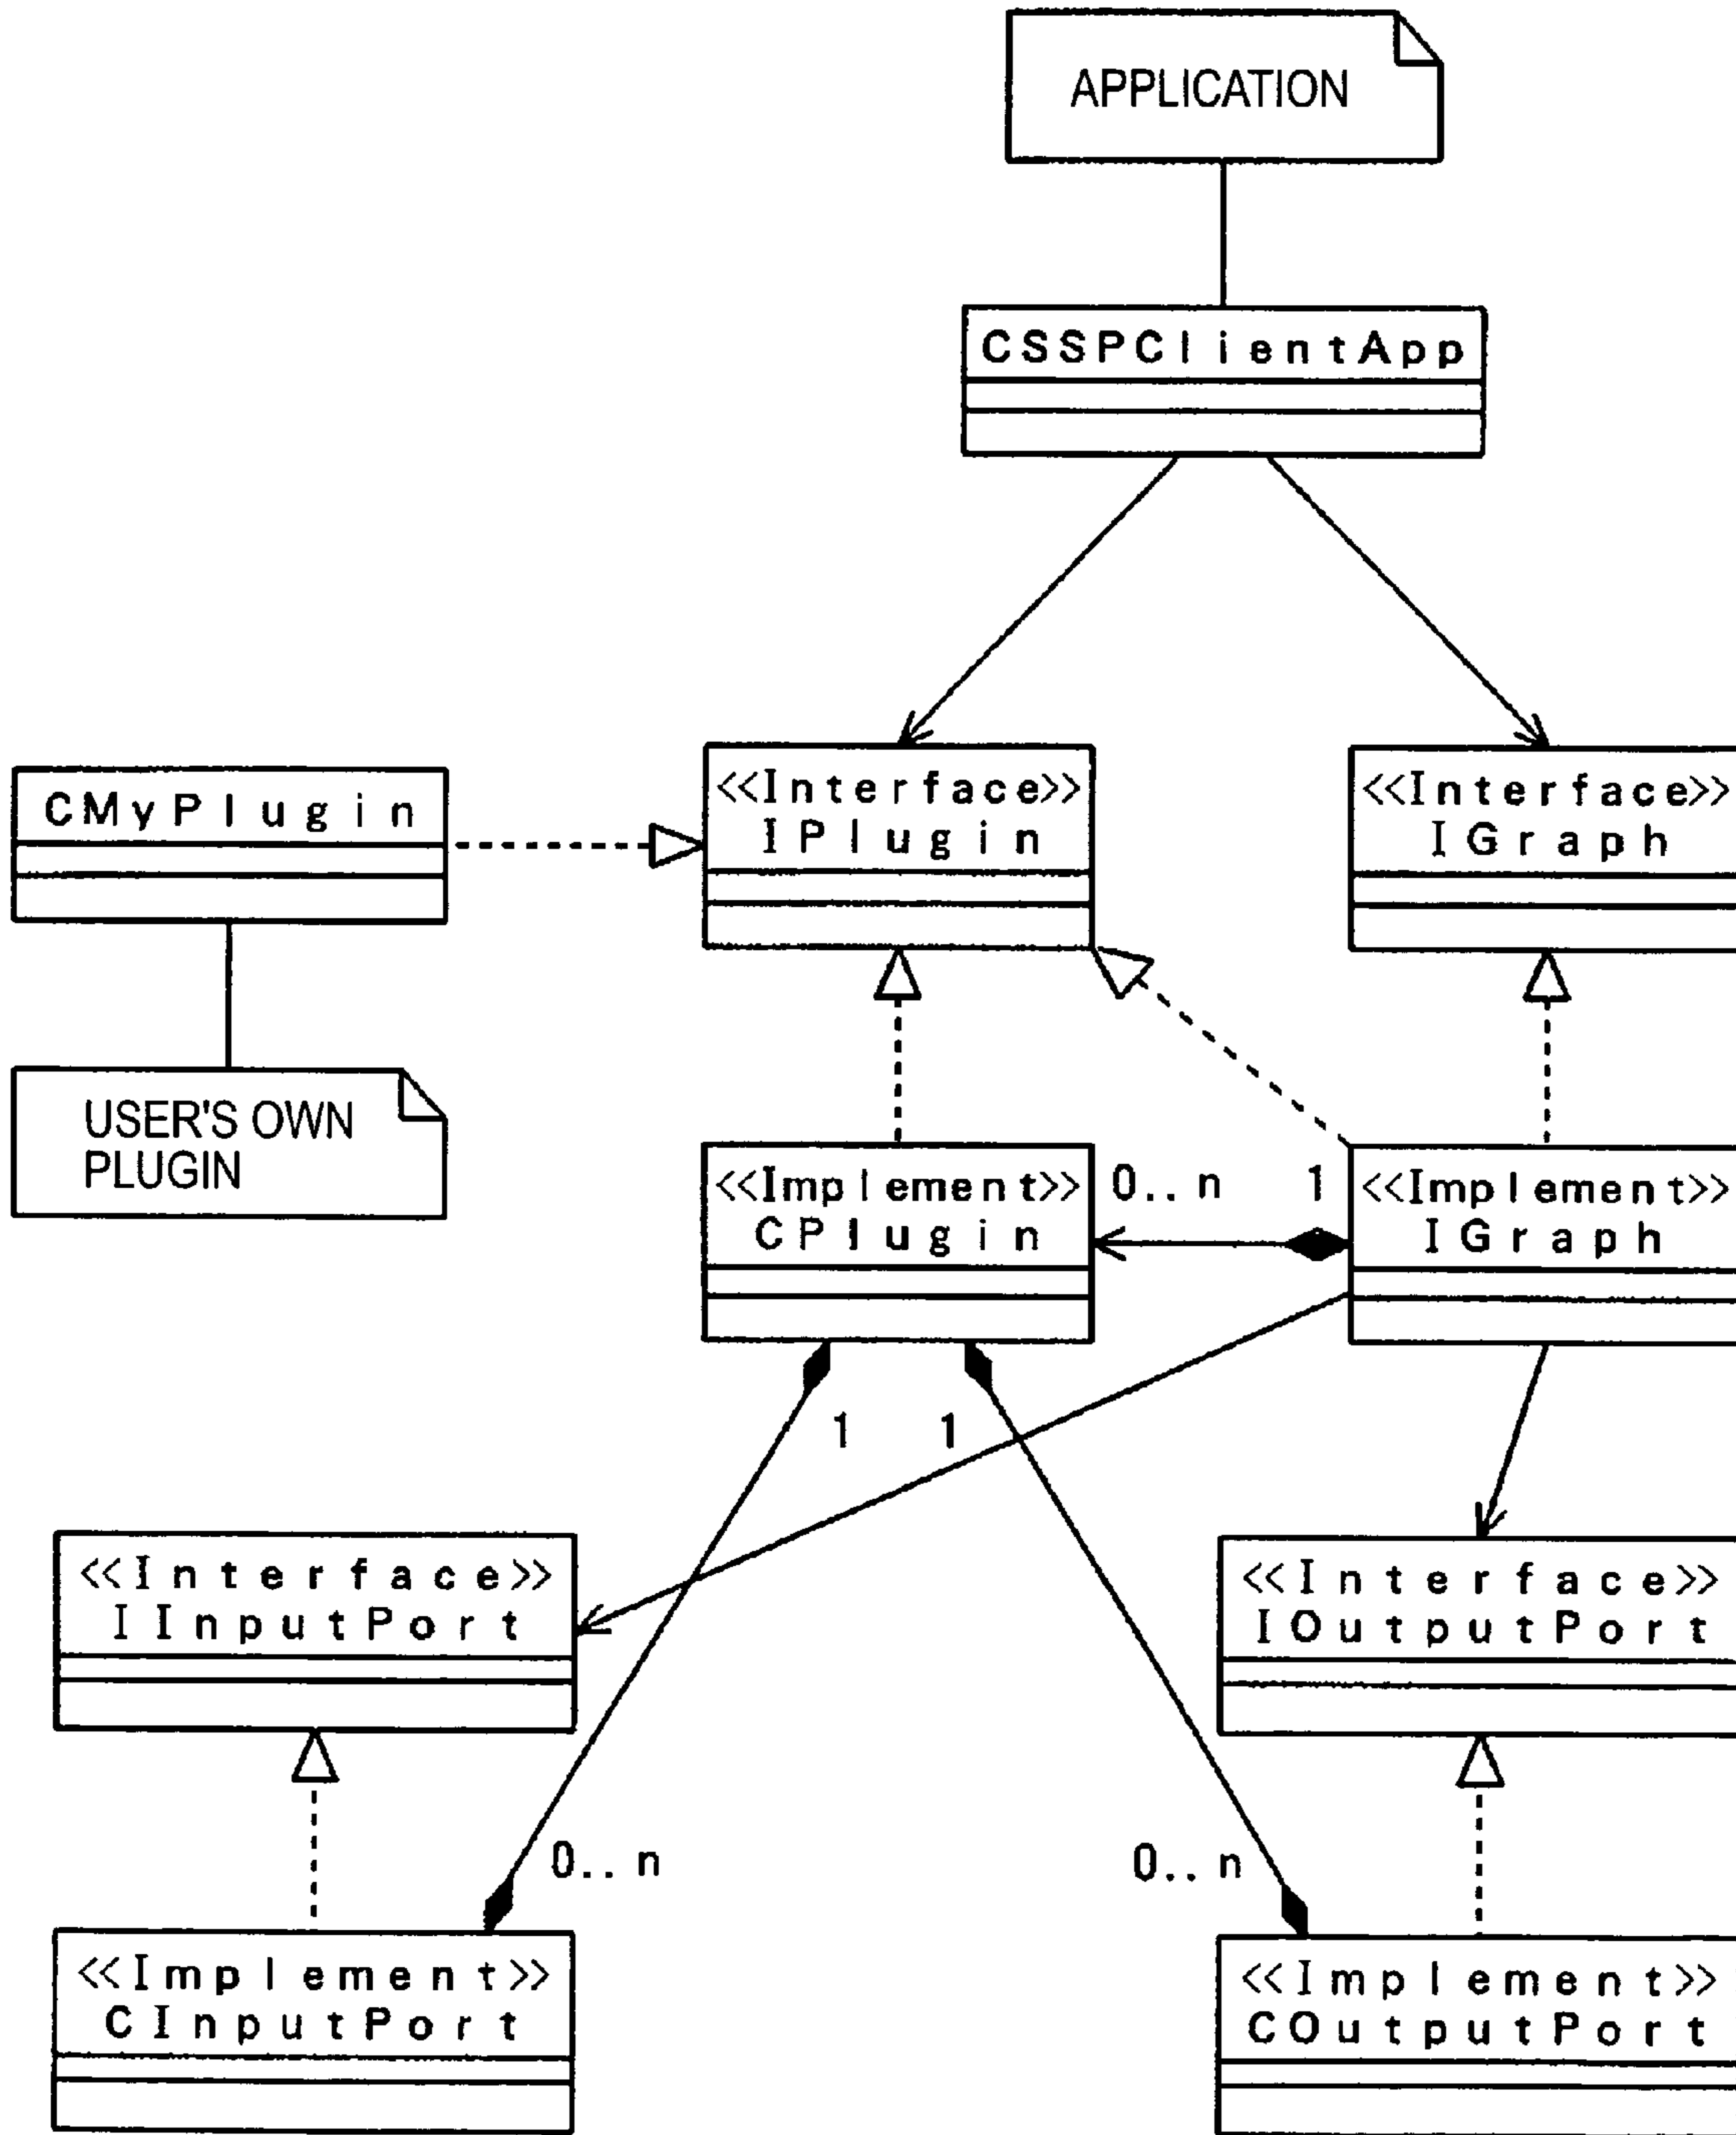 APPLICATION
CSSPClientApp
CMyPlugin
<<Interface>>
IPlugin
<<Interface>>
IGraph
USER'S OWN
PLUGIN
<<Implement>>
CPlugin
0..n
1
<<Implement>>
IGraph
1
1
<<Interface>>
IInputPort
<<Interface>>
IOutputPort
0..n
0..n
<<Implement>>
CInputPort
<<Implement>>
COutputPort